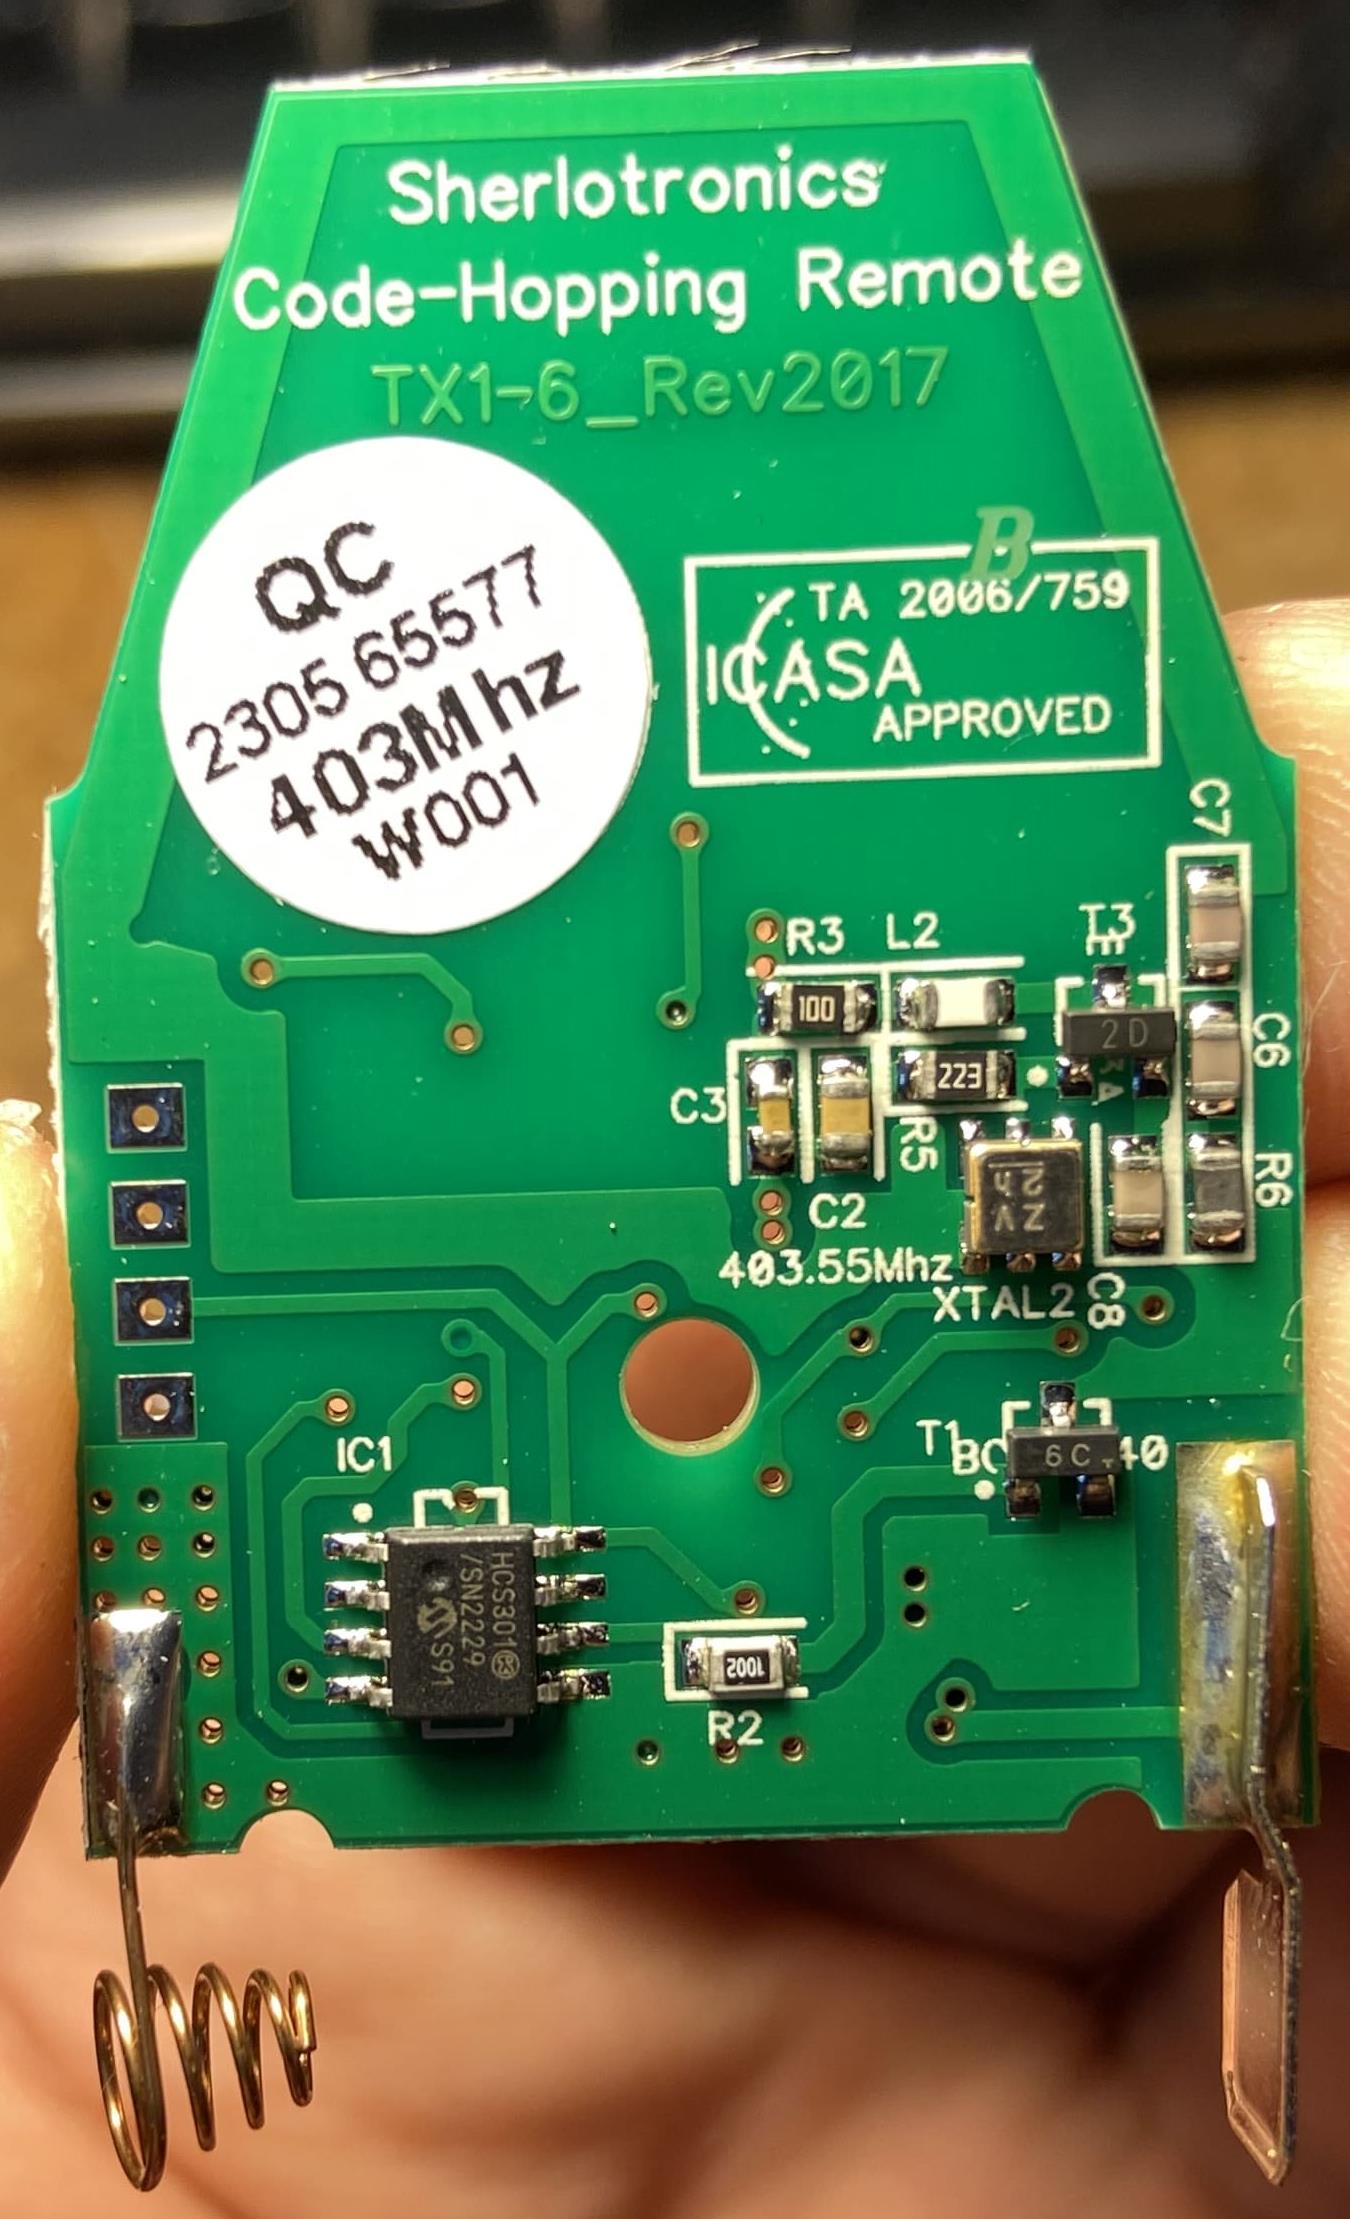 Sherlotronics
Code-Hopping Remote
TX1-6_Rev2017
QC
2305 65577
403Mhz
W001
B
TA 2006/759
ICASA
APPROVED
C7
R3
L2
T3
E
100
2D
C6
C3
223
R5
C2
R6
403.55Mhz
XTAL2
C8
IC1
T1
6C
40
HCS301
/SN2229
S91
1002
R2